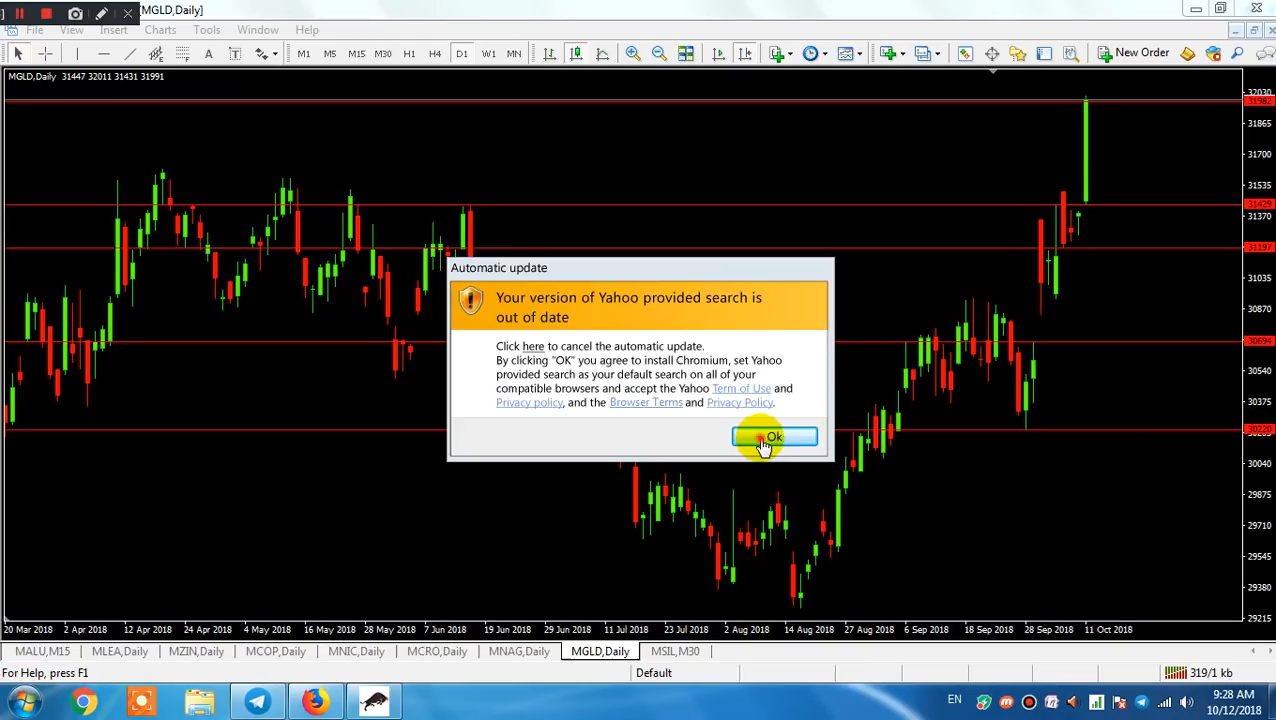 [MGLD,Daily]
File View Insert Charts Tools Window Help
M1 M5 M15 M30 H1 H4 D1 W1 MN New Order
MGLD,Daily 31447 32011 31431 31991
32030
31982
31865
31700
31535
31429
31370
31197
31035
30870
30694
30540
30375
30220
30040
29875
29710
29545
29380
29215
Automatic update
Your version of Yahoo provided search is
out of date
Click here to cancel the automatic update.
By clicking "OK" you agree to install Chromium, set Yahoo
provided search as your default search on all of your
compatible browsers and accept the Yahoo Term of Use and
Privacy policy, and the Browser Terms and Privacy Policy.
Ok
20 Mar 2018 2 Apr 2018 12 Apr 2018 24 Apr 2018 4 May 2018 16 May 2018 28 May 2018 7 Jun 2018 19 Jun 2018 29 Jun 2018 11 Jul 2018 23 Jul 2018 2 Aug 2018 14 Aug 2018 27 Aug 2018 6 Sep 2018 18 Sep 2018 28 Sep 2018 11 Oct 2018
MALU,M15 MLEA,Daily MZIN,Daily MCOP,Daily MNIC,Daily MCRO,Daily MNAG,Daily MGLD,Daily MSIL,M30
For Help, press F1 Default 319/1 kb
EN 9:28 AM
10/12/2018